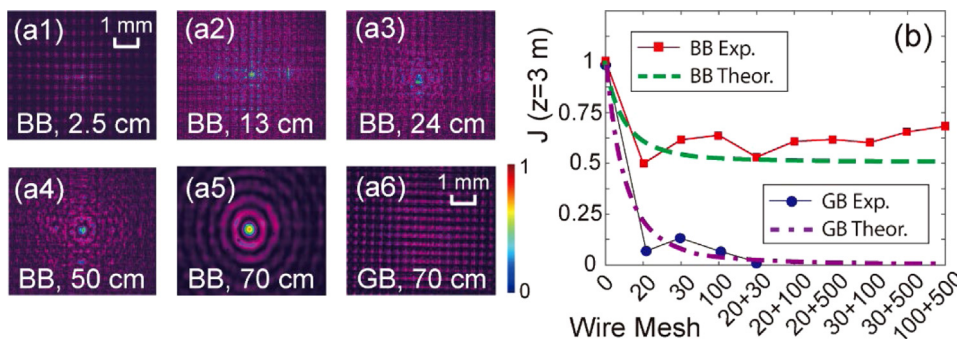 (a1)
1 mm
BB, 2.5 cm
(a2)
BB, 13 cm
(a3)
BB, 24 cm
(a4)
BB, 50 cm
(a5)
BB, 70 cm
(a6)
1 mm
GB, 70 cm
1
0
(b)
J (z=3 m)
1
0.75
0.5
0.25
0
BB Exp.
BB Theor.
GB Exp.
GB Theor.
0
20
30
100
20+30
20+100
20+500
30+100
30+500
100+500
Wire Mesh